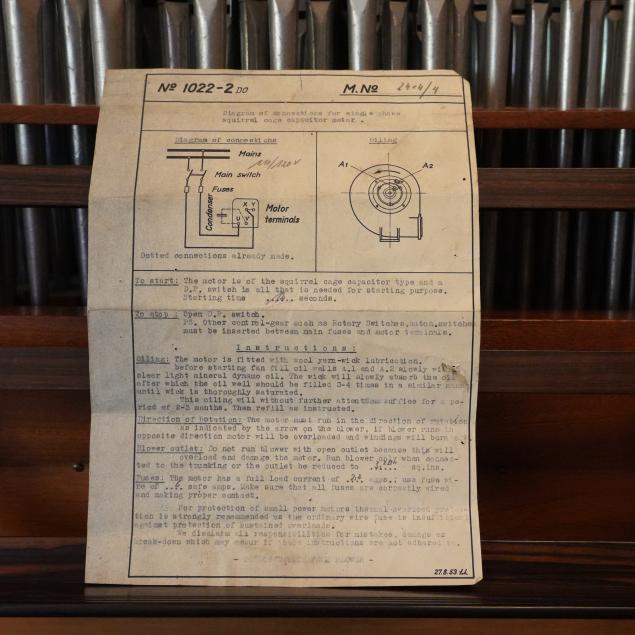 Nº 1022-2 DO M.Nº 2404/4
Diagram of connections for single phase
squirrel cage capacitor motor.
Diagram of connections Oiling
Mains
Main switch
Fuses
Condenser
X Y
U V
Motor
terminals
A1 A2
Dotted connections already made.
To start: The motor is of the squirrel cage capacitor type and a
D.P. switch is all that is needed for starting purpose.
Starting time seconds.
To stop : Open D.P. switch.
PS. Other control-gear such as Rotary Switches, auton.switches
must be inserted between main fuses and motor terminals.
Instructions:
Oiling: The motor is fitted with wool yarn-wick lubrication.
before starting fan fill oil wells A.1 and A.2 slowly with
clear light mineral dynamo oil. The wick will slowly absorb the oil
after which the oil well should be filled 3-4 times in a similar
until wick is thoroughly saturated.
This oiling will without further attention suffice for a pe-
riod of 2-3 months. Then refill as instructed.
Direction of Rotation: The motor must run in the direction of rotation
as indicated by the arrow on the blower, if blower runs in
opposite direction motor will be overloaded and windings will burn
Blower outlet: Do not run blower with open outlet because this will
overload and damage the motor. Run blower only when connec-
ted to the trunking or the outlet be reduced to sq.ins.
Fuses: The motor has a full load current of amps.; use fuse wi-
re of safe amps. Make sure that all fuses are correctly wired
and making proper contact.
For protection of small power motors thermal-overload protec-
tion is strongly recommended as the ordinary wire fuse is insufficient
against protection of sustained overloads.
We disclaim all responsibilities for mistakes, damage or
break-down which may occur if these instructions are not adhered to.
27.8.53